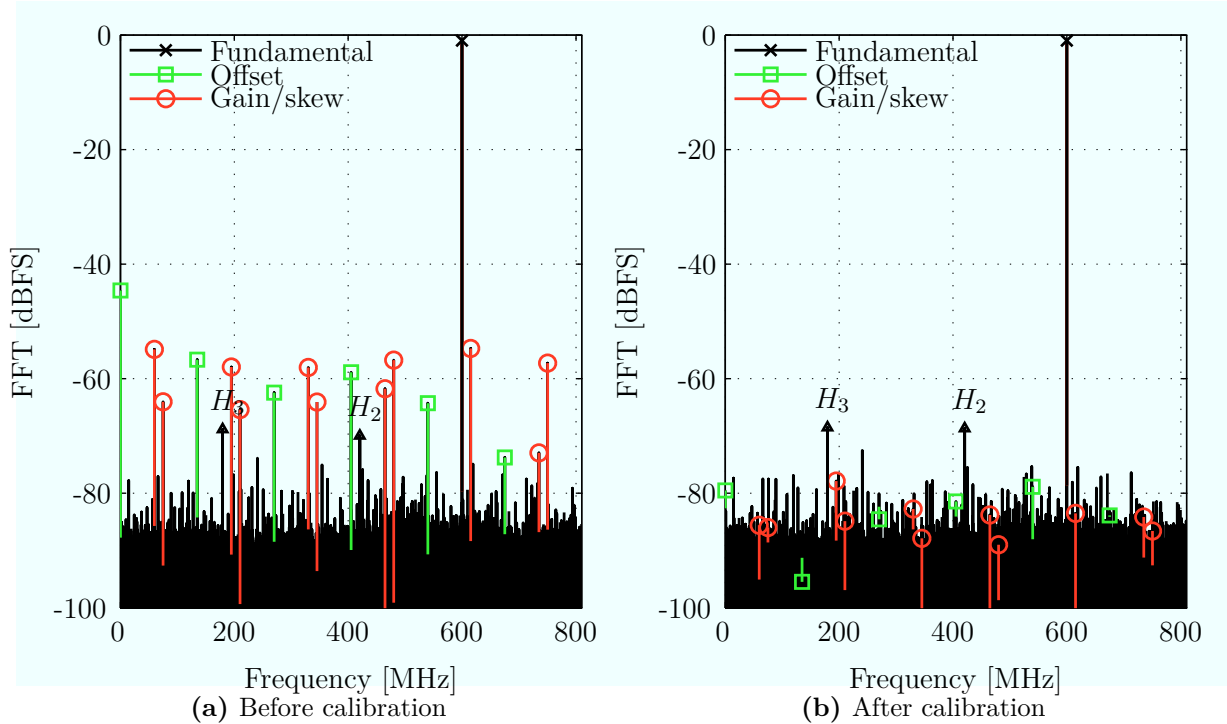 0
-20
-40
-60
-80
-100
0
200
400
600
800
FFT [dBFS]
Frequency [MHz]
Fundamental
Offset
Gain/skew
H3
H2
(a) Before calibration
0
-20
-40
-60
-80
-100
0
200
400
600
800
FFT [dBFS]
Frequency [MHz]
Fundamental
Offset
Gain/skew
H3
H2
(b) After calibration